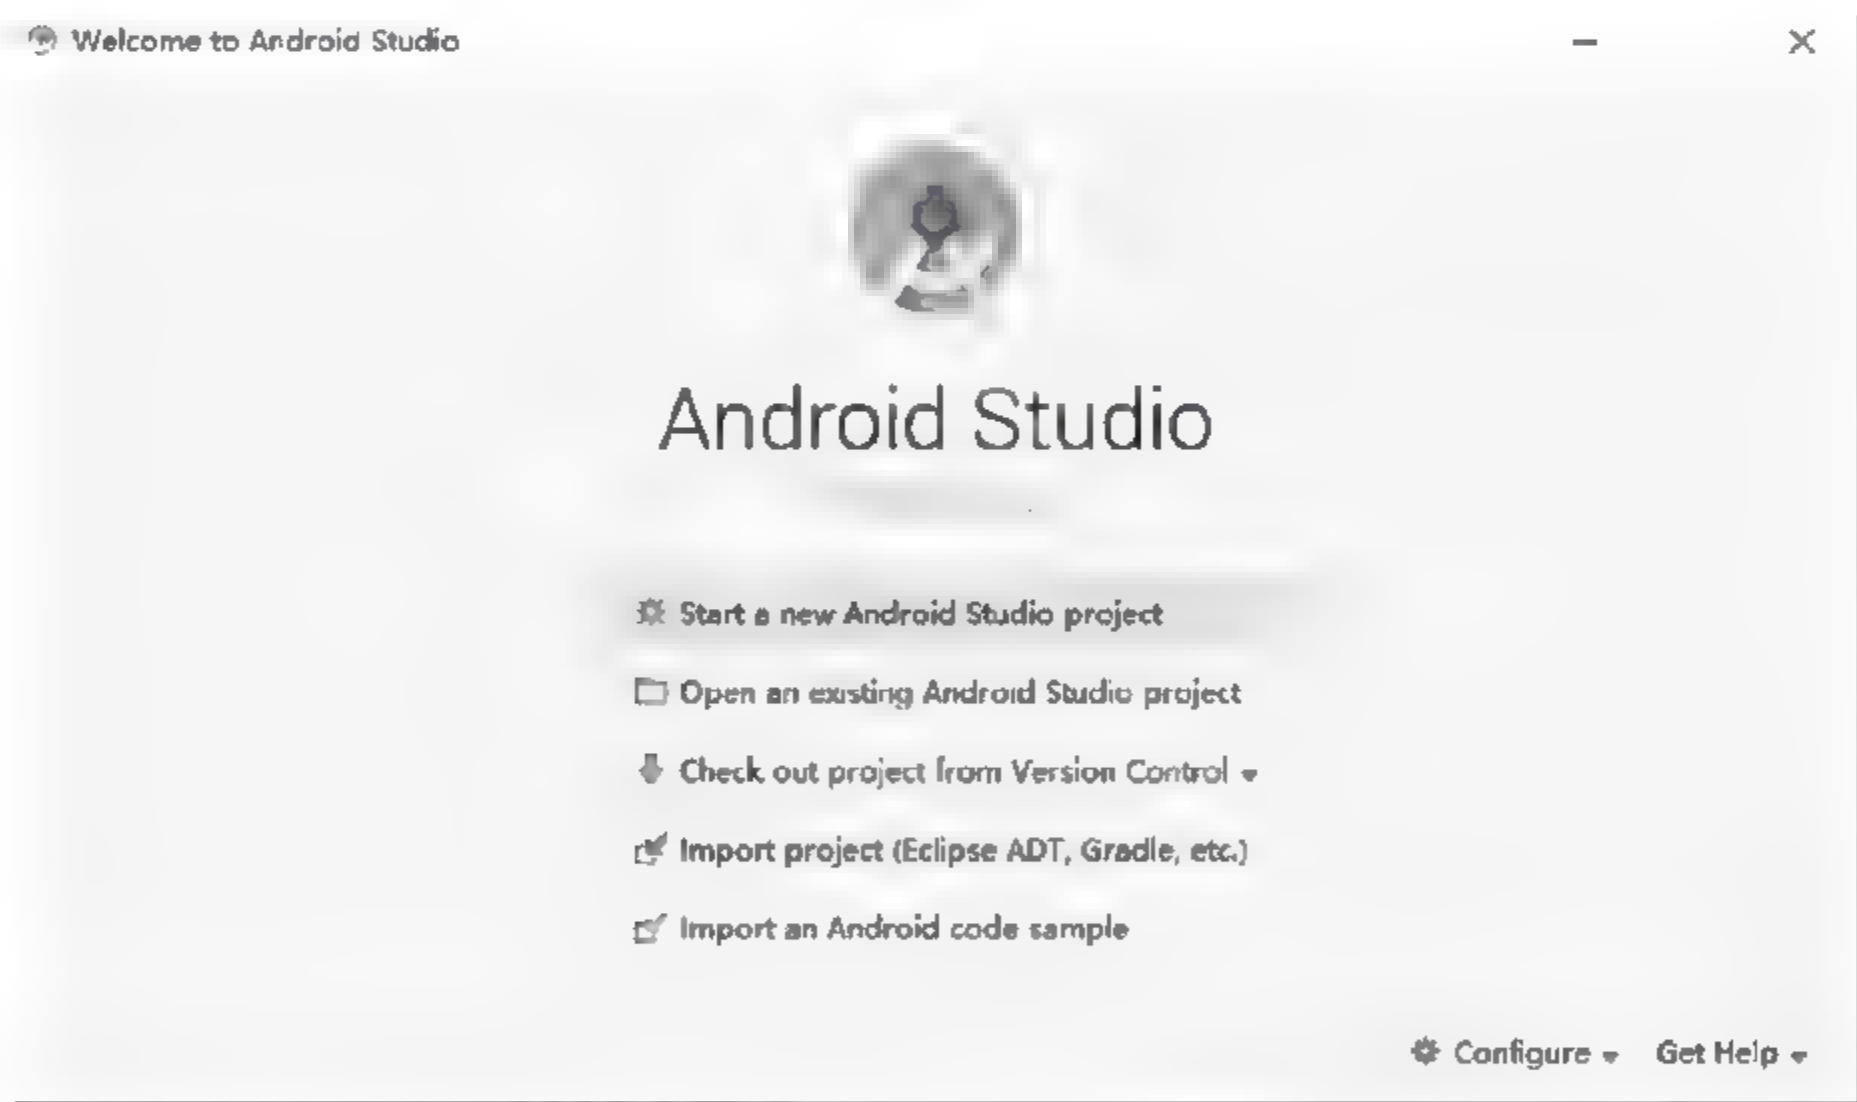 Welcome to Android Studio
Android Studio
Start a new Android Studio project
Open an existing Android Studio project
Check out project from Version Control
Import project (Eclipse ADT, Gradle, etc.)
Import an Android code sample
Configure Get Help